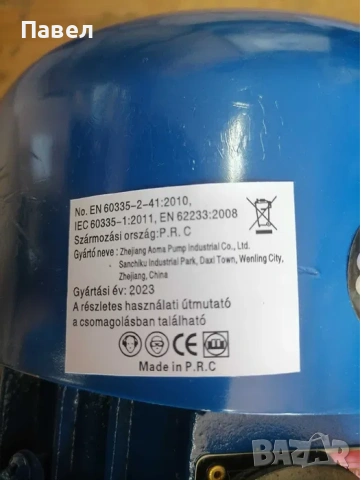 Павел
No. EN 60335-2-41:2010,
IEC 60335-1:2011, EN 62233:2008
Származási ország:P.R. C
Gyártó neve : Zhejiang Aoma Pump Industrial Co., Ltd.
Sanchiku Industrial Park, Daxi Town, Wenling City,
Zhejiang, China
Gyártási év: 2023
A részletes használati útmutató
a csomagolásban található
CE
Made in P.R.C
BAZAR